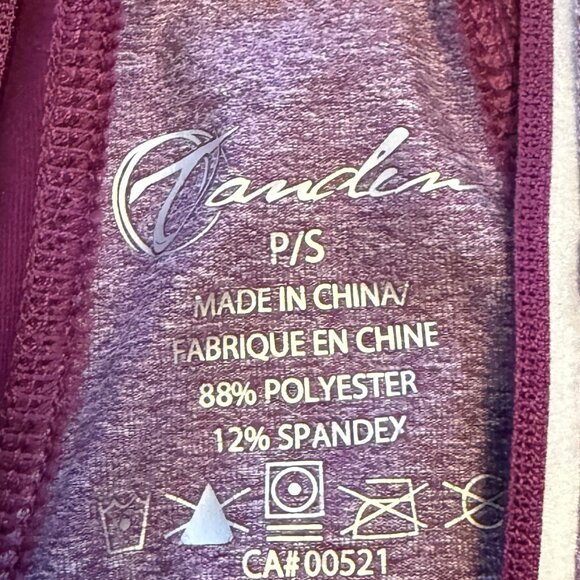 Tanden
P/S
MADE IN CHINA/
FABRIQUE EN CHINE
88% POLYESTER
12% SPANDEX
CA#00521